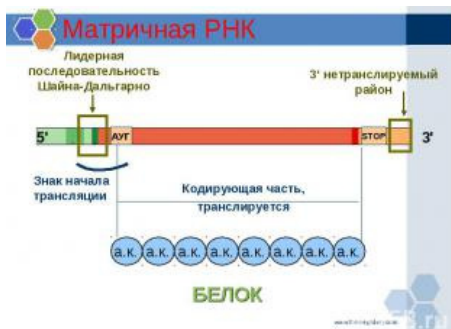 Матричная РНК
Лидерная
последовательность
Шайна-Дальгарно
3' нетранслируемый
район
5'
АУГ
STOP
3'
Знак начала
трансляции
Кодирующая часть,
транслируется
а.к. а.к. а.к. а.к. а.к. а.к. а.к. а.к.
БЕЛОК